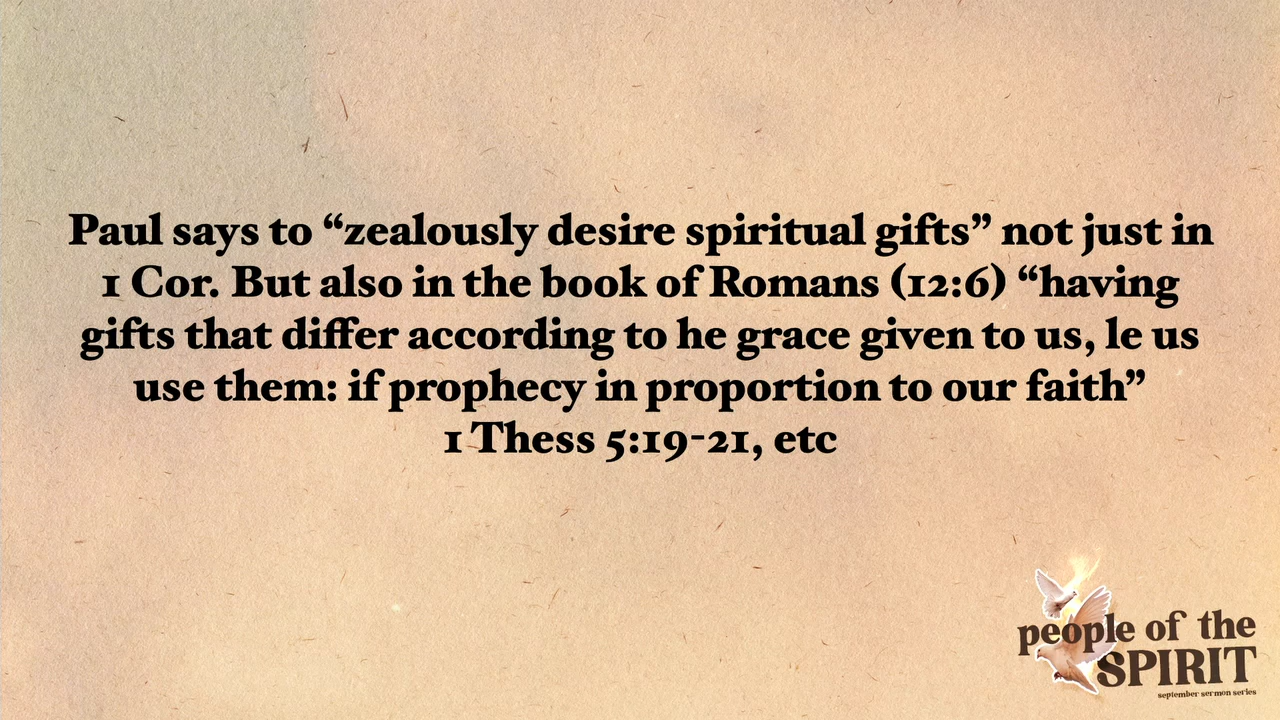 Paul says to “zealously desire spiritual gifts” not just in
1 Cor. But also in the book of Romans (12:6) “having
gifts that differ according to he grace given to us, le us
use them: if prophecy in proportion to our faith”
1 Thess 5:19-21, etc
people of the
SPIRIT
september sermon series